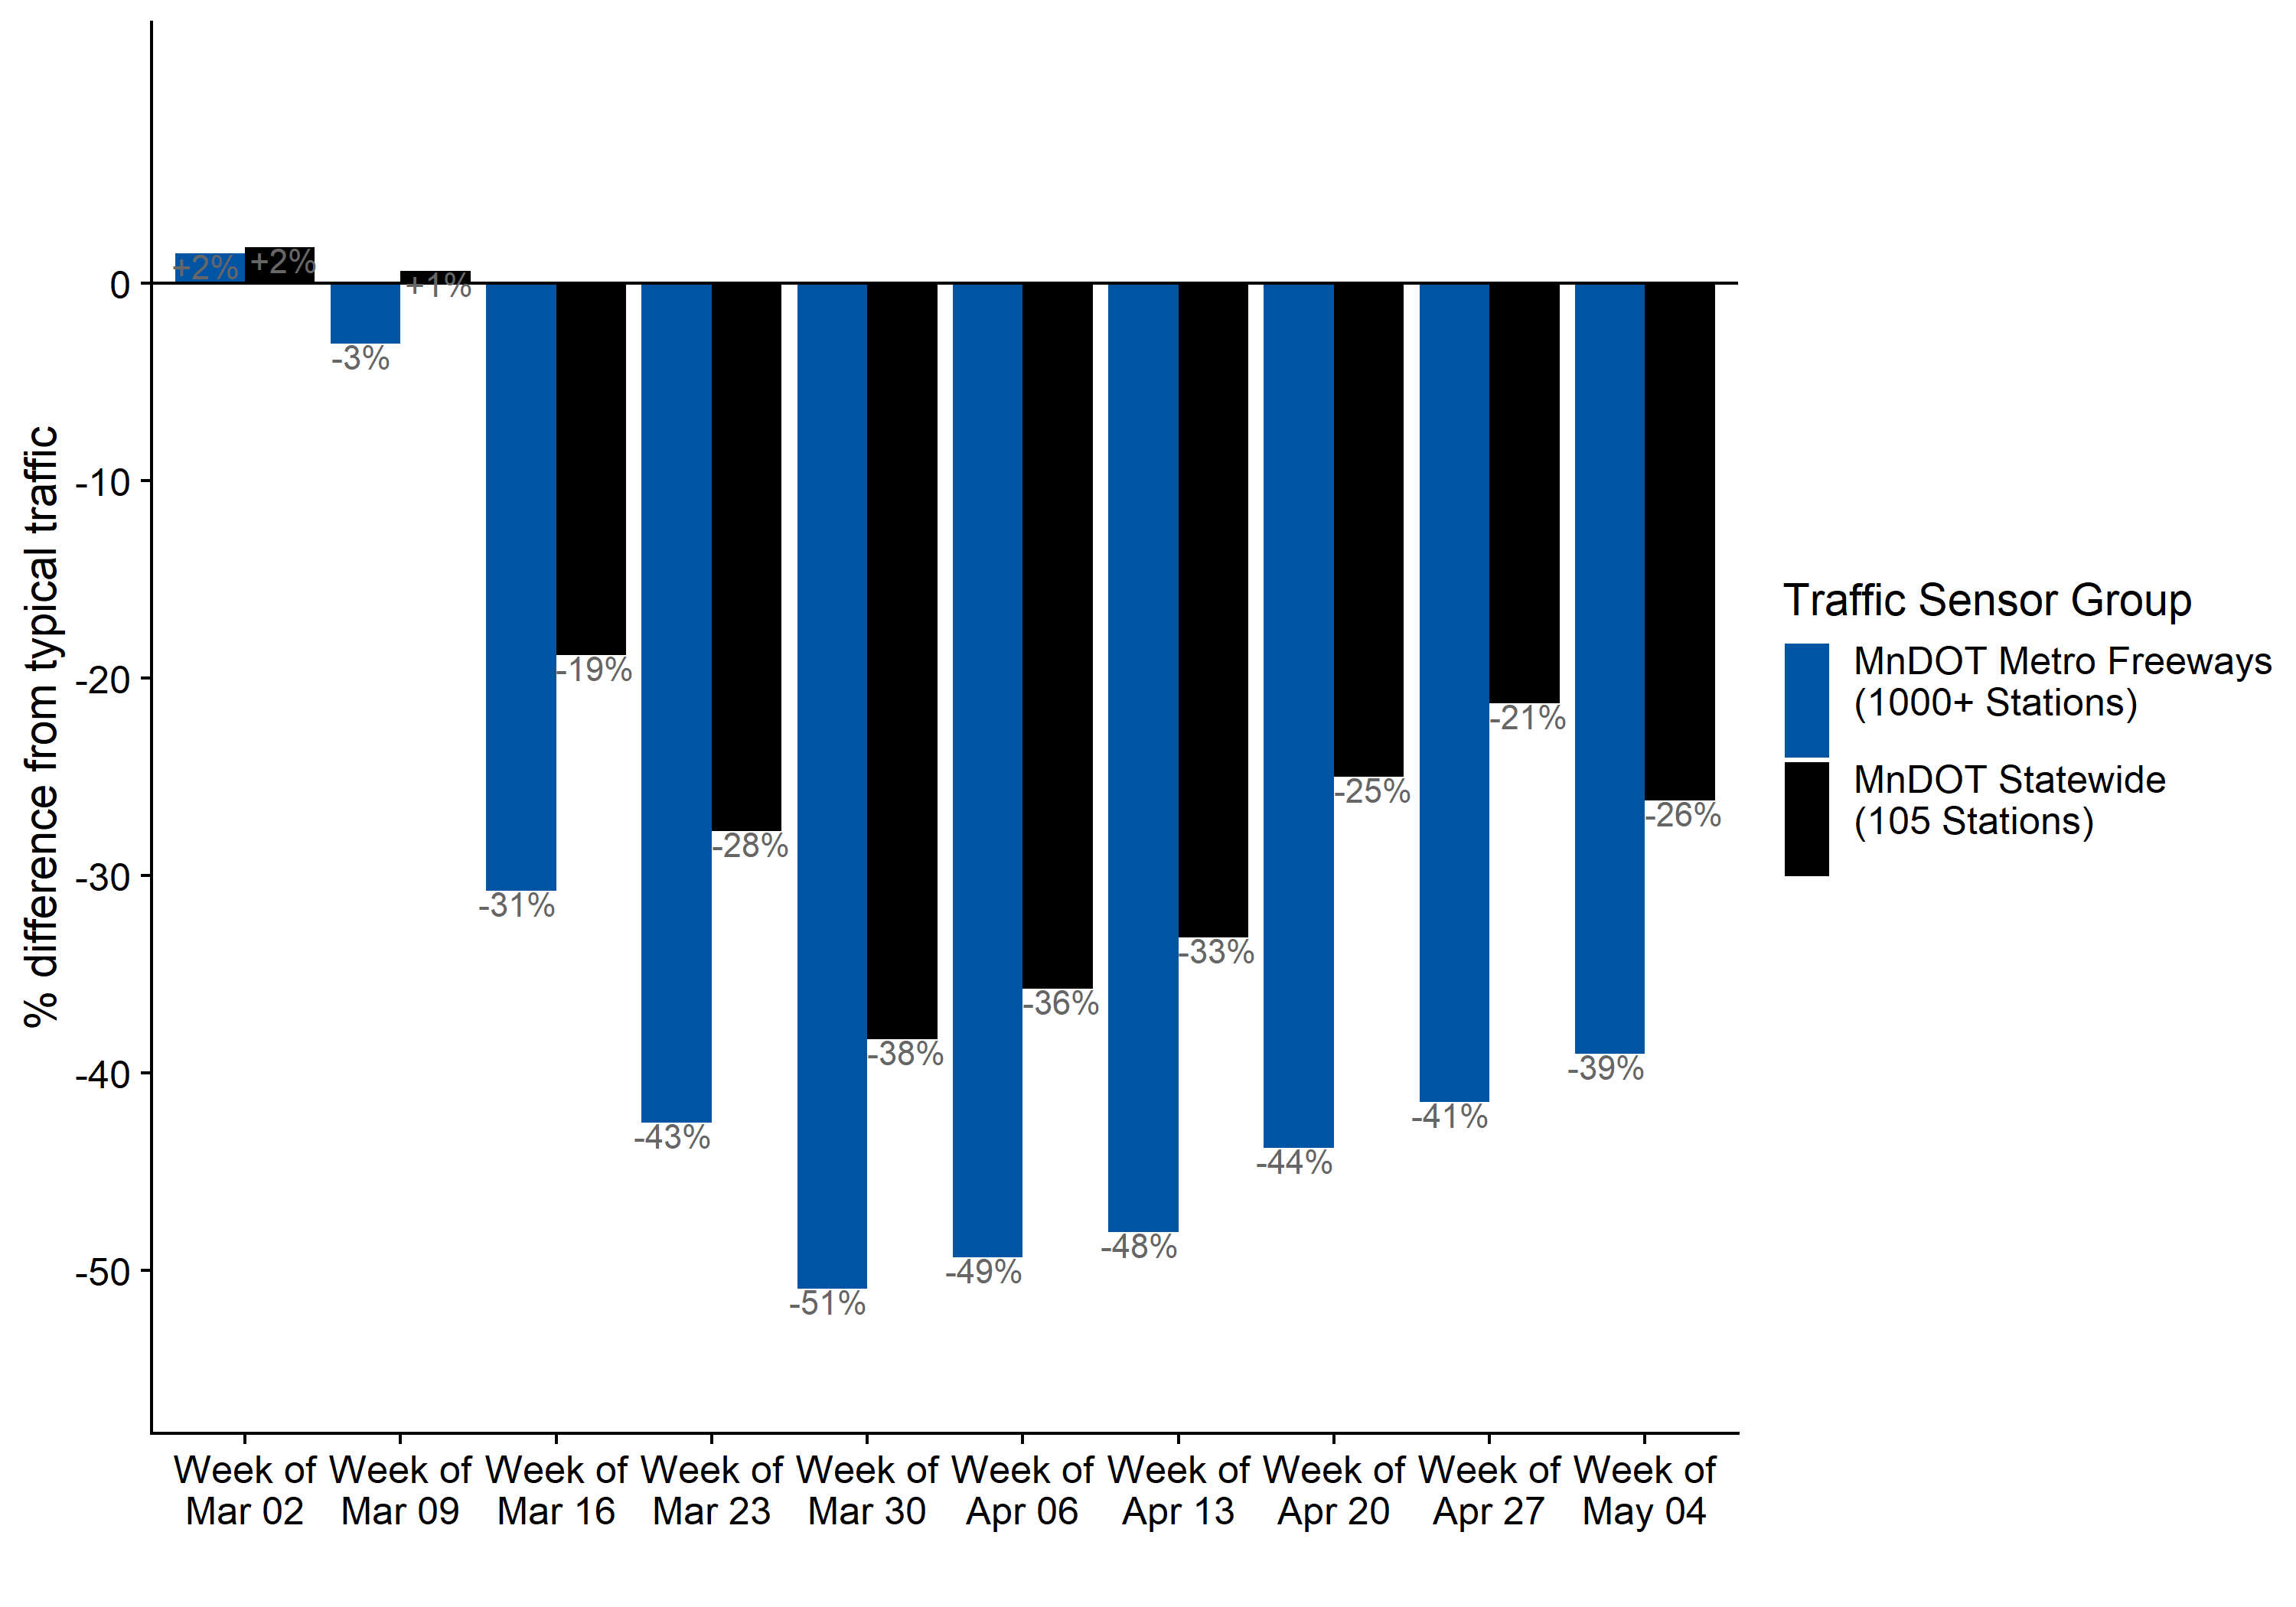 % difference from typical traffic
0
-10
-20
-30
-40
-50
+2%
+2%
-3%
+1%
-31%
-19%
-43%
-28%
-51%
-38%
-49%
-36%
-48%
-33%
-44%
-25%
-41%
-21%
-39%
-26%
Week of
Mar 02
Week of
Mar 09
Week of
Mar 16
Week of
Mar 23
Week of
Mar 30
Week of
Apr 06
Week of
Apr 13
Week of
Apr 20
Week of
Apr 27
Week of
May 04
Traffic Sensor Group
MnDOT Metro Freeways
(1000+ Stations)
MnDOT Statewide
(105 Stations)